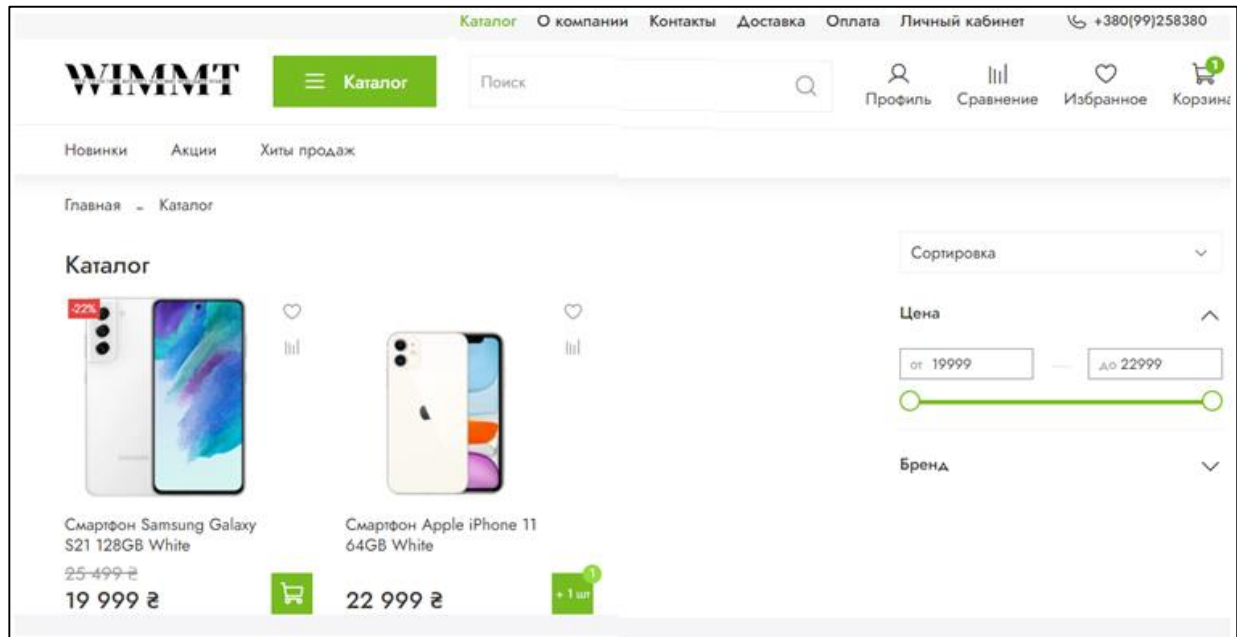 Каталог О компании Контакты Доставка Оплата Личный кабинет +380(99)258380
WIMMT
Каталог
Поиск
Профиль Сравнение Избранное Корзина
1
Новинки Акции Хиты продаж
Главная – Каталог
Каталог
Сортировка
Цена
от 19999 — до 22999
Бренд
-22%
Смартфон Samsung Galaxy
S21 128GB White
25 499 ₴
19 999 ₴
Смартфон Apple iPhone 11
64GB White
22 999 ₴
1
+ 1 шт